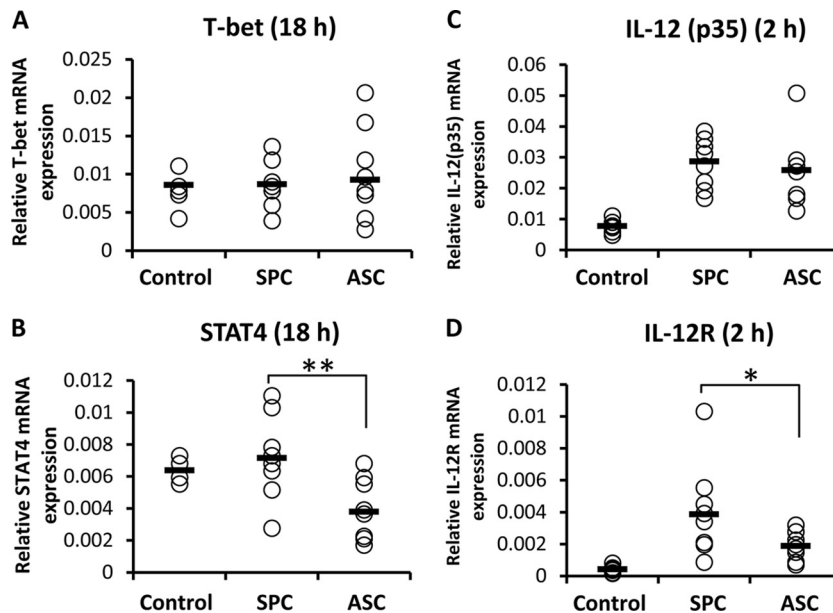 A
T-bet (18 h)
Relative T-bet mRNA
expression
0.025
0.02
0.015
0.01
0.005
0
Control
SPC
ASC
B
STAT4 (18 h)
Relative STAT4 mRNA
expression
0.012
0.01
0.008
0.006
0.004
0.002
0
**
Control
SPC
ASC
C
IL-12 (p35) (2 h)
Relative IL-12(p35) mRNA
expression
0.06
0.05
0.04
0.03
0.02
0.01
0
Control
SPC
ASC
D
IL-12R (2 h)
Relative IL-12R mRNA
expression
0.012
0.01
0.008
0.006
0.004
0.002
0
*
Control
SPC
ASC